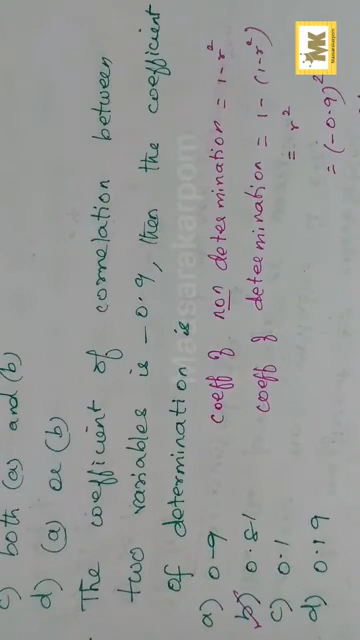 c) both (a) and (b)
d) (a) or (b)
The coefficient of correlation between
two variables is -0.9, then the coefficient
of determination is
a) 0.9
b) 0.81
c) 0.1
d) 0.19
coeff of non determination = 1-r²
coeff of determination = 1-(1-r²)
= r²
= (-0.9)²
MK